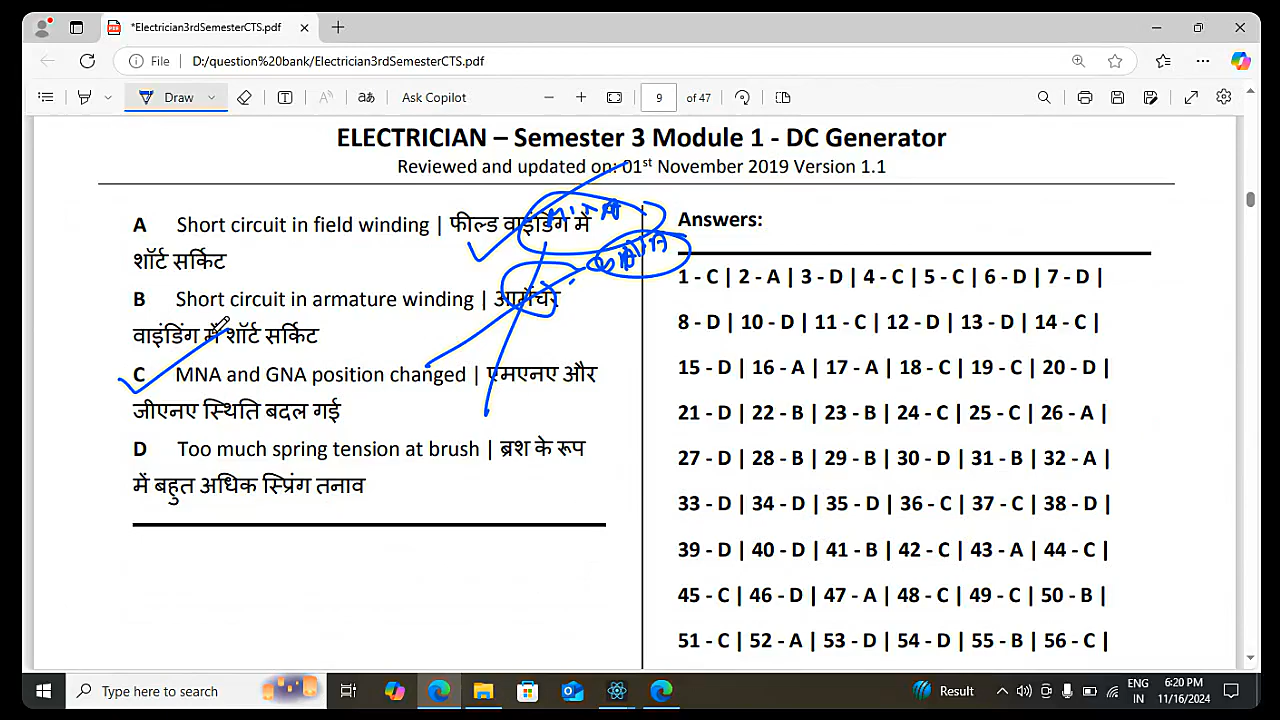 *Electrician3rdSemesterCTS.pdf
File D:/question%20bank/Electrician3rdSemesterCTS.pdf
Draw Ask Copilot 9 of 47
ELECTRICIAN – Semester 3 Module 1 - DC Generator
Reviewed and updated on: 01st November 2019 Version 1.1
A Short circuit in field winding | फील्ड वाइंडिंग में
शॉर्ट सर्किट
B Short circuit in armature winding | आर्मेचर
वाइंडिंग में शॉर्ट सर्किट
C MNA and GNA position changed | एमएनए और
जीएनए स्थिति बदल गई
D Too much spring tension at brush | ब्रश के रूप
में बहुत अधिक स्प्रिंग तनाव
Answers:
1 - C | 2 - A | 3 - D | 4 - C | 5 - C | 6 - D | 7 - D |
8 - D | 10 - D | 11 - C | 12 - D | 13 - D | 14 - C |
15 - D | 16 - A | 17 - A | 18 - C | 19 - C | 20 - D |
21 - D | 22 - B | 23 - B | 24 - C | 25 - C | 26 - A |
27 - D | 28 - B | 29 - B | 30 - D | 31 - B | 32 - A |
33 - D | 34 - D | 35 - D | 36 - C | 37 - C | 38 - D |
39 - D | 40 - D | 41 - B | 42 - C | 43 - A | 44 - C |
45 - C | 46 - D | 47 - A | 48 - C | 49 - C | 50 - B |
51 - C | 52 - A | 53 - D | 54 - D | 55 - B | 56 - C |
Type here to search
Result
ENG
IN
6:20 PM
11/16/2024